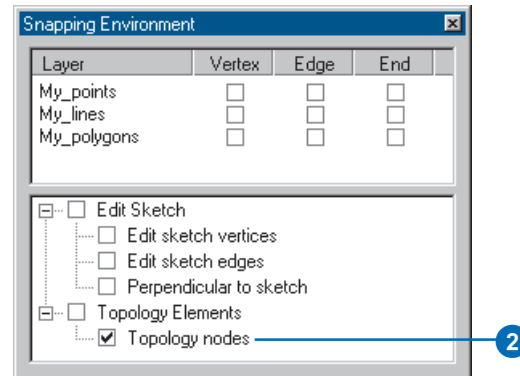 Snapping Environment
Layer Vertex Edge End
My_points
My_lines
My_polygons
Edit Sketch
Edit sketch vertices
Edit sketch edges
Perpendicular to sketch
Topology Elements
Topology nodes 2